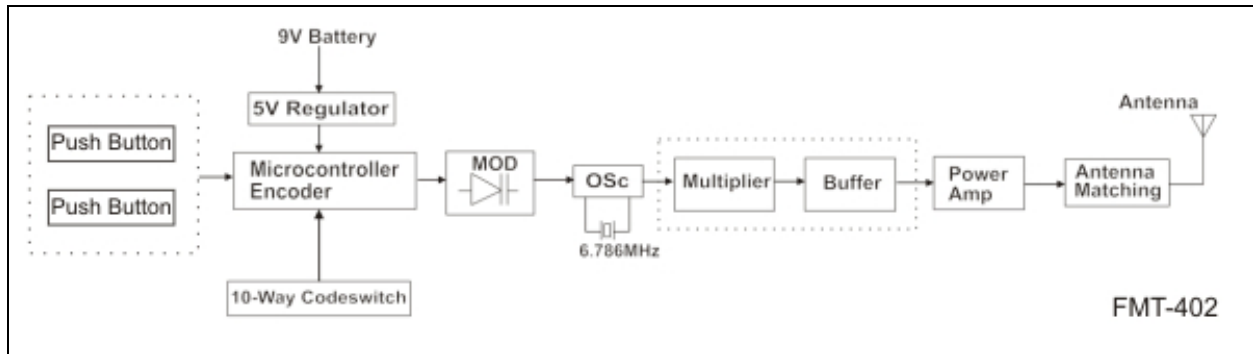 9V Battery
5V Regulator
Push Button
Push Button
Microcontroller
Encoder
10-Way Codeswitch
MOD
OSc
6.786MHz
Multiplier
Buffer
Power
Amp
Antenna
Matching
Antenna
FMT-402